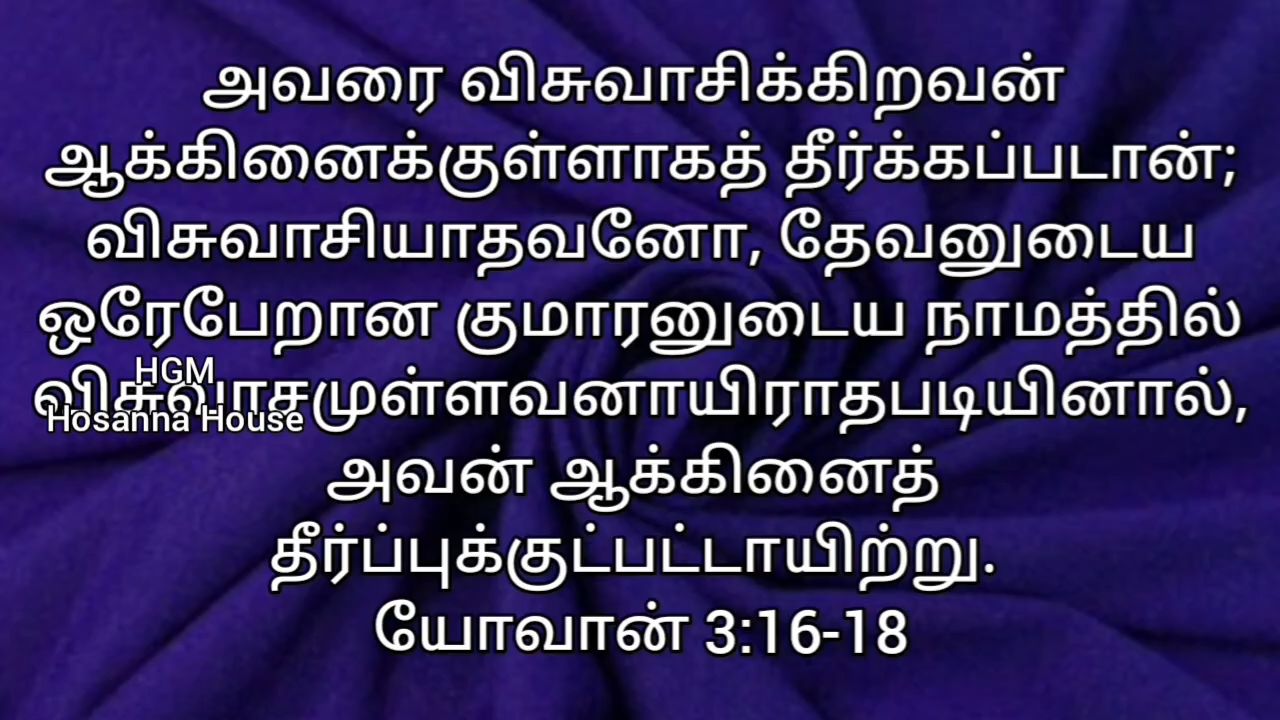 அவரை விசுவாசிக்கிறவன்
ஆக்கினைக்குள்ளாகத் தீர்க்கப்படான்;
விசுவாசியாதவனோ, தேவனுடைய
ஒரேபேறான குமாரனுடைய நாமத்தில்
விசுவாசமுள்ளவனாயிராதபடியினால்,
HGM
Hosanna House
அவன் ஆக்கினைத்
தீர்ப்புக்குட்பட்டாயிற்று.
யோவான் 3:16-18